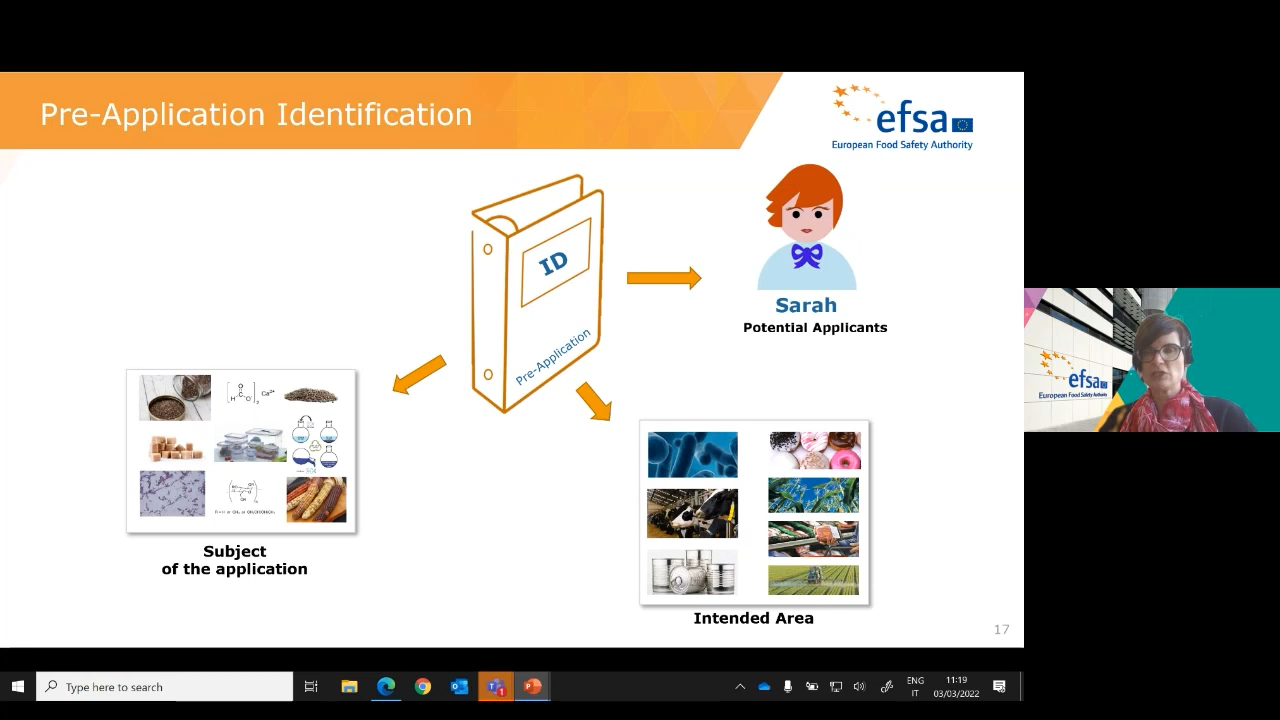 Pre-Application Identification
efsa
European Food Safety Authority
ID
Pre-Application
Sarah
Potential Applicants
Subject
of the application
Intended Area
17
efsa
European Food Safety Authority
Type here to search
1
ENG
IT
11:19
03/03/2022